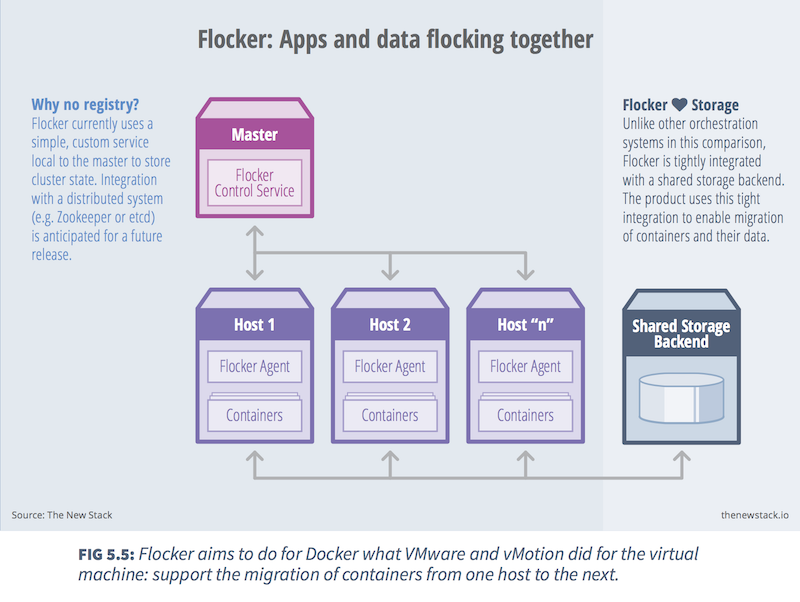 Flocker: Apps and data flocking together
Why no registry?
Flocker currently uses a
simple, custom service
local to the master to store
cluster state. Integration
with a distributed system
(e.g. Zookeeper or etcd)
is anticipated for a future
release.
Master
Flocker
Control Service
Flocker ♥ Storage
Unlike other orchestration
systems in this comparison,
Flocker is tightly integrated
with a shared storage backend.
The product uses this tight
integration to enable migration
of containers and their data.
Host 1
Flocker Agent
Containers
Host 2
Flocker Agent
Containers
Host “n”
Flocker Agent
Containers
Shared Storage
Backend
Source: The New Stack
thenewstack.io
FIG 5.5: Flocker aims to do for Docker what VMware and vMotion did for the virtual
machine: support the migration of containers from one host to the next.